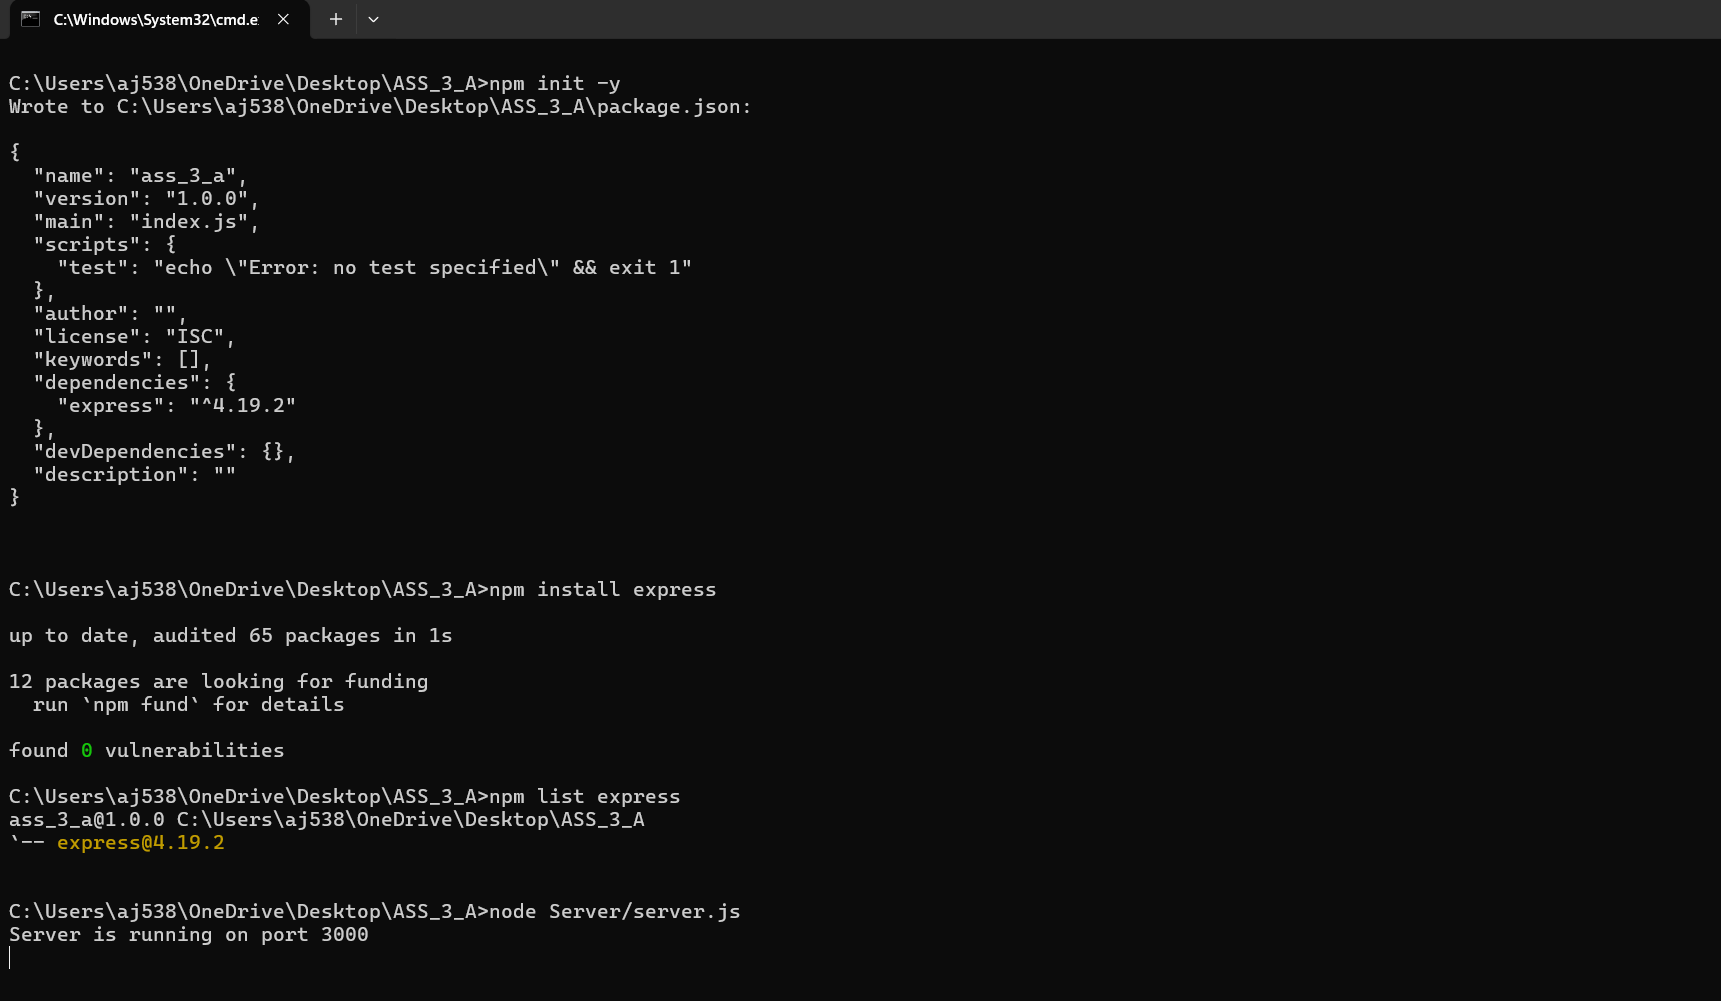 C:\Windows\System32\cmd.e
C:\Users\aj538\OneDrive\Desktop\ASS_3_A>npm init -y
Wrote to C:\Users\aj538\OneDrive\Desktop\ASS_3_A\package.json:
{
  "name": "ass_3_a",
  "version": "1.0.0",
  "main": "index.js",
  "scripts": {
    "test": "echo \"Error: no test specified\" && exit 1"
  },
  "author": "",
  "license": "ISC",
  "keywords": [],
  "dependencies": {
    "express": "^4.19.2"
  },
  "devDependencies": {},
  "description": ""
}
C:\Users\aj538\OneDrive\Desktop\ASS_3_A>npm install express
up to date, audited 65 packages in 1s
12 packages are looking for funding
  run `npm fund` for details
found 0 vulnerabilities
C:\Users\aj538\OneDrive\Desktop\ASS_3_A>npm list express
ass_3_a@1.0.0 C:\Users\aj538\OneDrive\Desktop\ASS_3_A
`-- express@4.19.2
C:\Users\aj538\OneDrive\Desktop\ASS_3_A>node Server/server.js
Server is running on port 3000